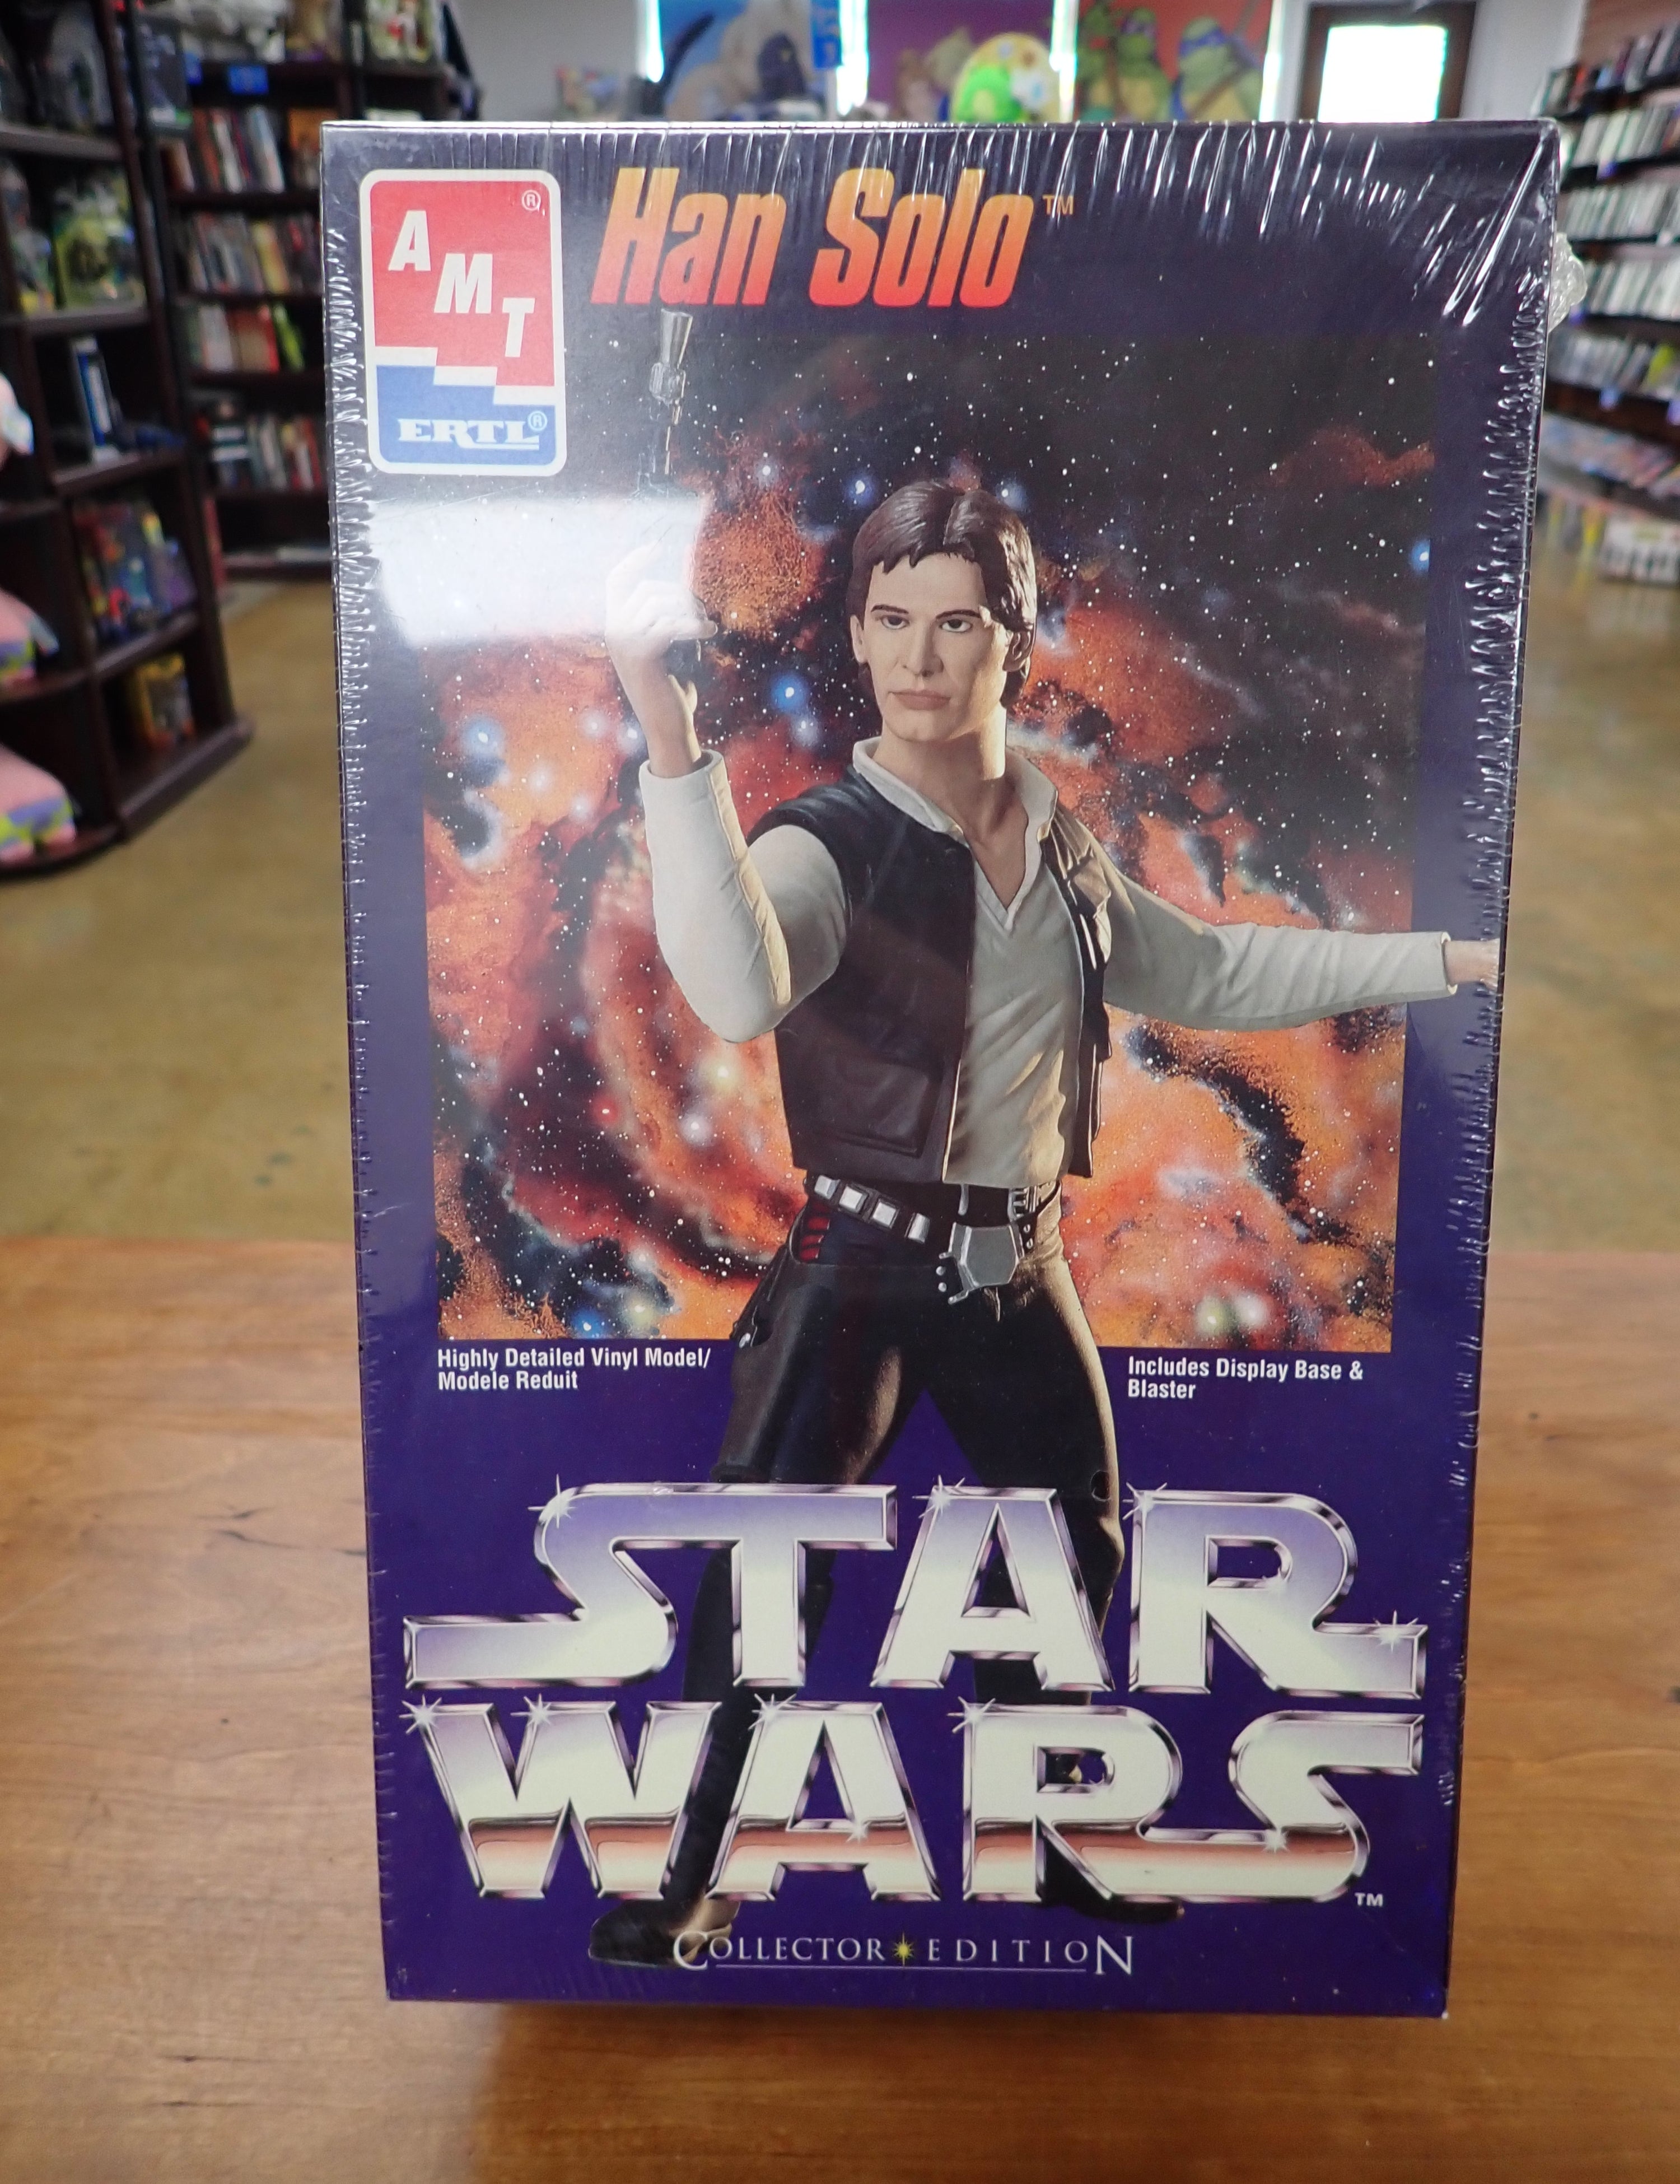 AMT®
ERTL®
Han Solo™
Highly Detailed Vinyl Model/
Modele Reduit
Includes Display Base &
Blaster
STAR
WARS™
COLLECTOR EDITION